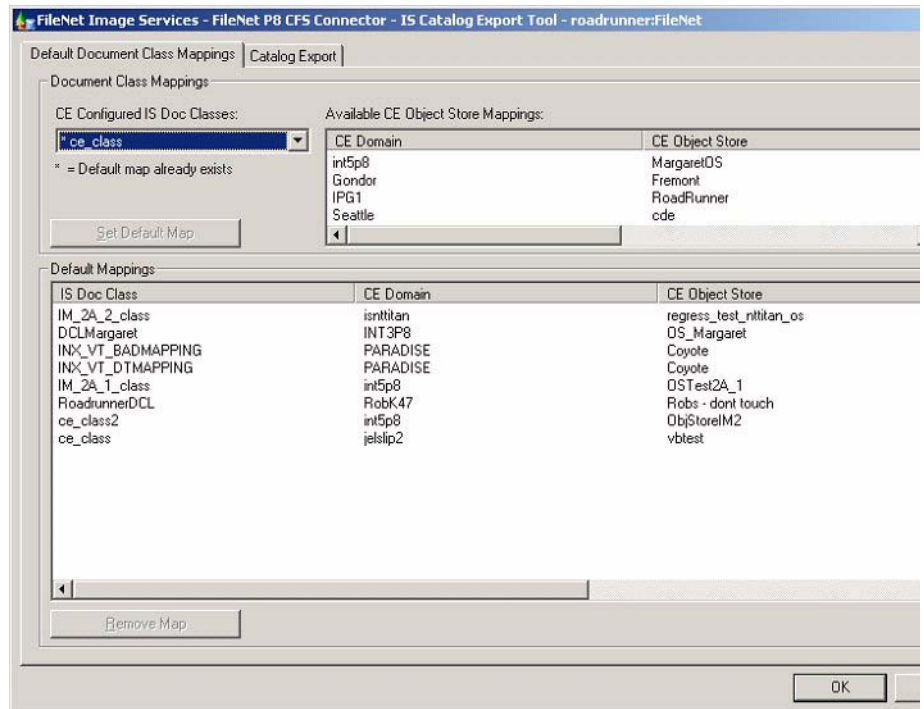 FileNet Image Services - FileNet P8 CFS Connector - IS Catalog Export Tool - roadrunner:FileNet
Default Document Class Mappings Catalog Export
Document Class Mappings
CE Configured IS Doc Classes: Available CE Object Store Mappings:
* ce_class CE Domain CE Object Store
* = Default map already exists
int5p8 MargaretOS
Gondor Fremont
IPG1 RoadRunner
Seattle cde
Set Default Map
Default Mappings
IS Doc Class CE Domain CE Object Store
IM_2A_2_class isnttitan regress_test_nttitan_os
DCLMargaret INT3P8 OS_Margaret
INX_VT_BADMAPPING PARADISE Coyote
INX_VT_DTMAPPING PARADISE Coyote
IM_2A_1_class int5p8 OSTest2A_1
RoadrunnerDCL RobK47 Robs - dont touch
ce_class2 int5p8 ObjStoreIM2
ce_class jelslip2 vbtest
Remove Map
OK